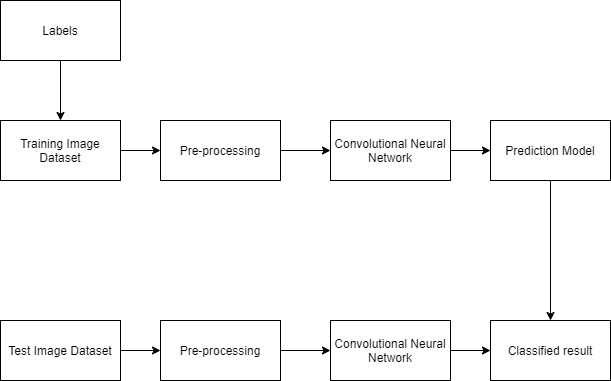 Labels
Training Image
Dataset
Pre-processing
Convolutional Neural
Network
Prediction Model
Test Image Dataset
Pre-processing
Convolutional Neural
Network
Classified result